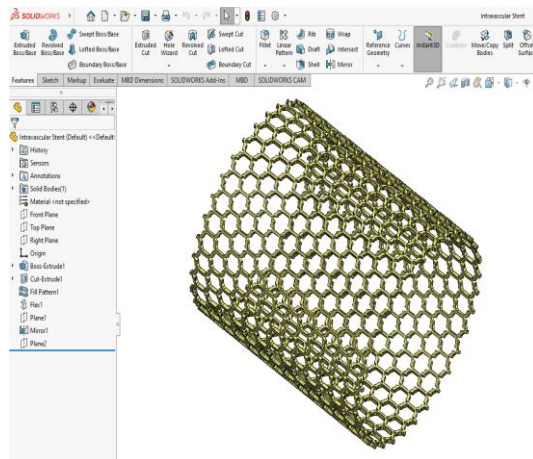 SOLIDWORKS
Intravascular Stent
Extruded Boss/Base
Revolved Boss/Base
Swept Boss/Base
Lofted Boss/Base
Boundary Boss/Base
Extruded Cut
Hole Wizard
Revolved Cut
Swept Cut
Lofted Cut
Boundary Cut
Fillet
Linear Pattern
Rib
Draft
Shell
Wrap
Intersect
Mirror
Reference Geometry
Curves
Instant3D
Combine
Move/Copy Bodies
Split
Offset Surface
Features Sketch Markup Evaluate MBD Dimensions SOLIDWORKS Add-Ins MBD SOLIDWORKS CAM
Intravascular Stent (Default) <<Default
History
Sensors
Annotations
Solid Bodies(1)
Material <not specified>
Front Plane
Top Plane
Right Plane
Origin
Boss-Extrude1
Cut-Extrude1
Fill Pattern1
Flex1
Plane1
Mirror1
Plane2